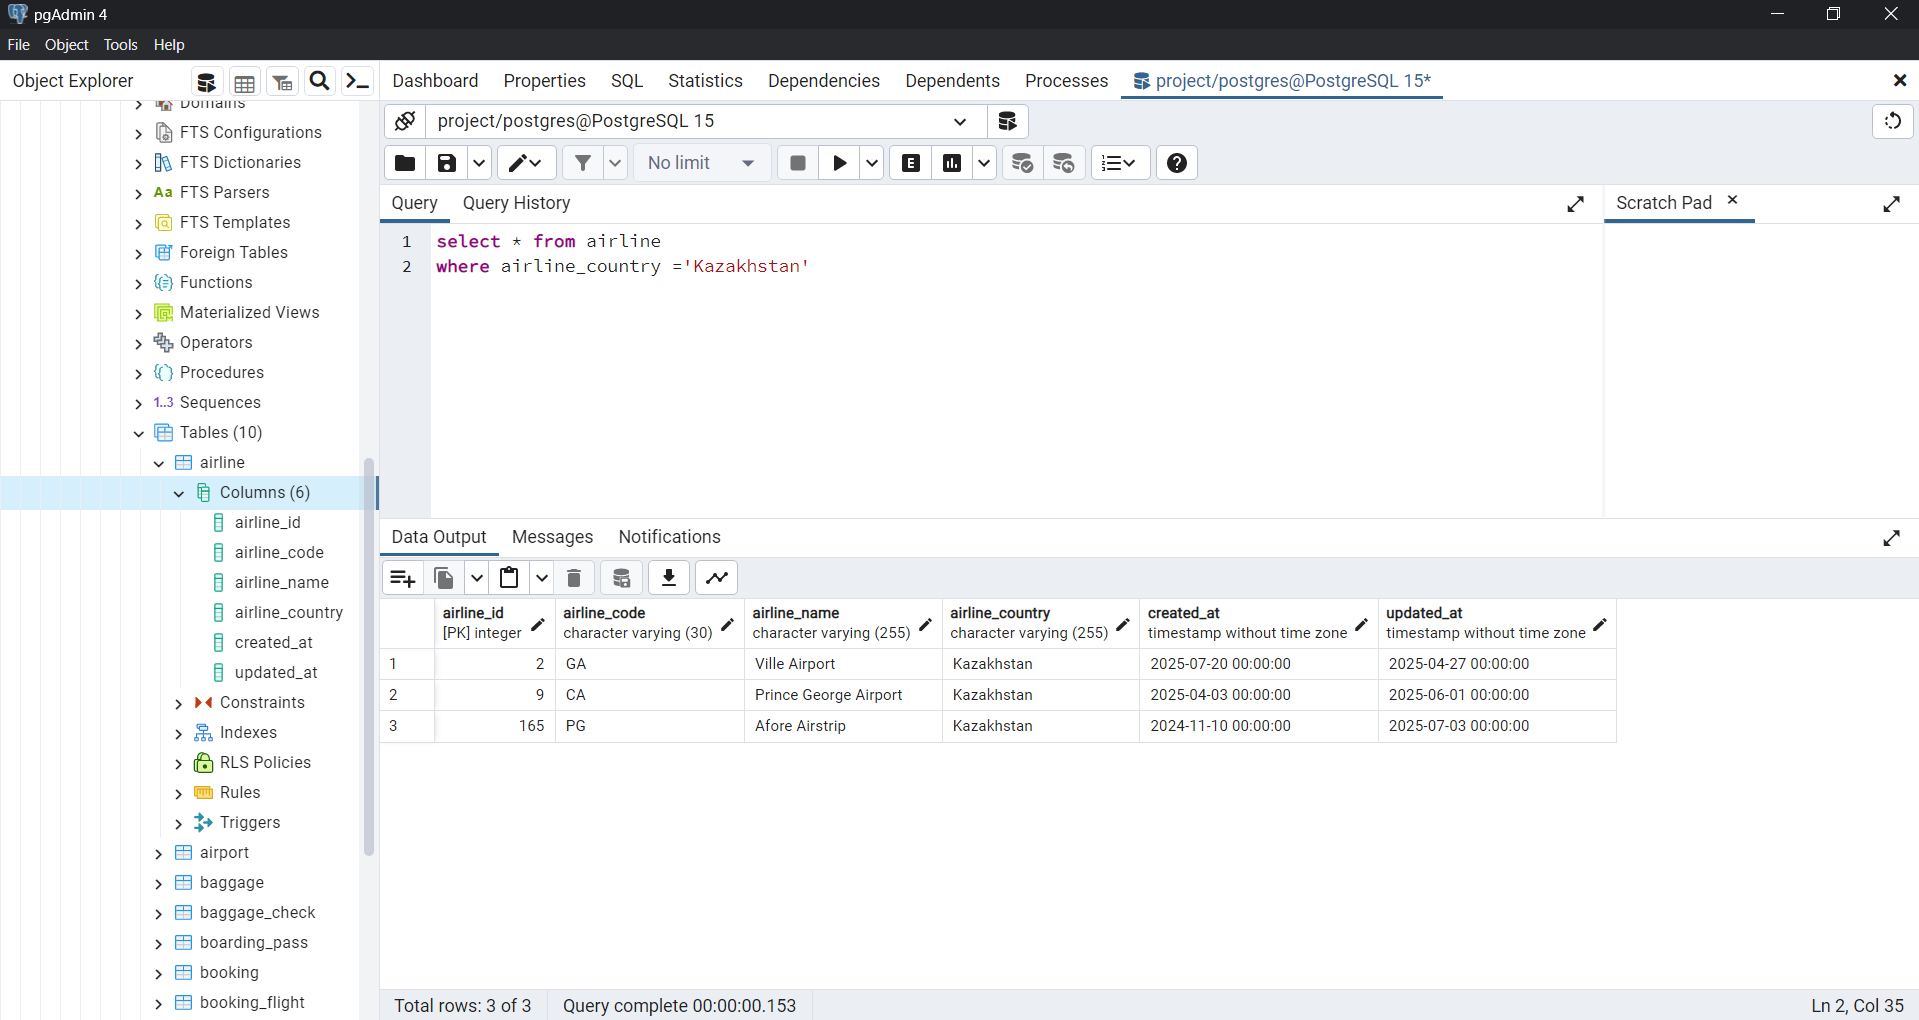 pgAdmin 4
File Object Tools Help
Object Explorer
Dashboard Properties SQL Statistics Dependencies Dependents Processes project/postgres@PostgreSQL 15*
Domains
FTS Configurations
FTS Dictionaries
Aa FTS Parsers
FTS Templates
Foreign Tables
Functions
Materialized Views
Operators
Procedures
1..3 Sequences
Tables (10)
airline
Columns (6)
airline_id
airline_code
airline_name
airline_country
created_at
updated_at
Constraints
Indexes
RLS Policies
Rules
Triggers
airport
baggage
baggage_check
boarding_pass
booking
booking_flight
project/postgres@PostgreSQL 15
No limit
E
Query Query History
Scratch Pad
1 select * from airline
2 where airline_country ='Kazakhstan'
Data Output Messages Notifications
airline_id airline_code airline_name airline_country created_at updated_at
[PK] integer character varying (30) character varying (255) character varying (255) timestamp without time zone timestamp without time zone
1 2 GA Ville Airport Kazakhstan 2025-07-20 00:00:00 2025-04-27 00:00:00
2 9 CA Prince George Airport Kazakhstan 2025-04-03 00:00:00 2025-06-01 00:00:00
3 165 PG Afore Airstrip Kazakhstan 2024-11-10 00:00:00 2025-07-03 00:00:00
Total rows: 3 of 3 Query complete 00:00:00.153 Ln 2, Col 35